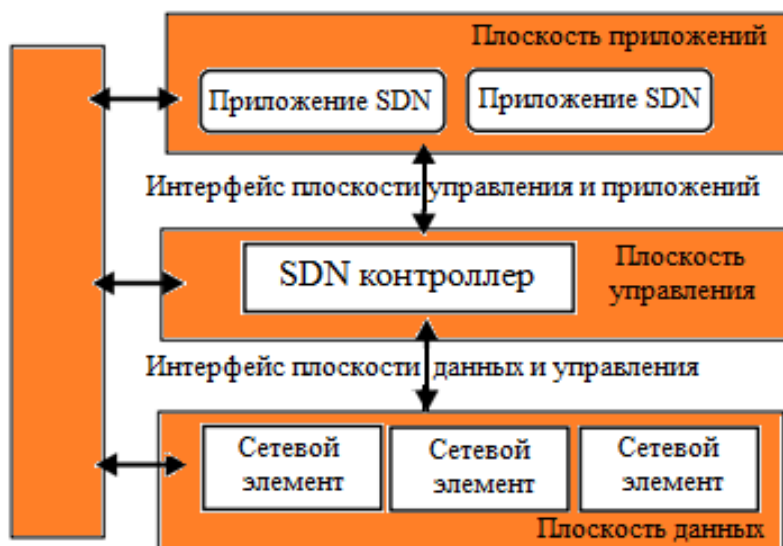 Плоскость приложений
Приложение SDN
Приложение SDN
Интерфейс плоскости управления и приложений
SDN контроллер
Плоскость
управления
Интерфейс плоскости данных и управления
Сетевой
элемент
Сетевой
элемент
Сетевой
элемент
Плоскость данных